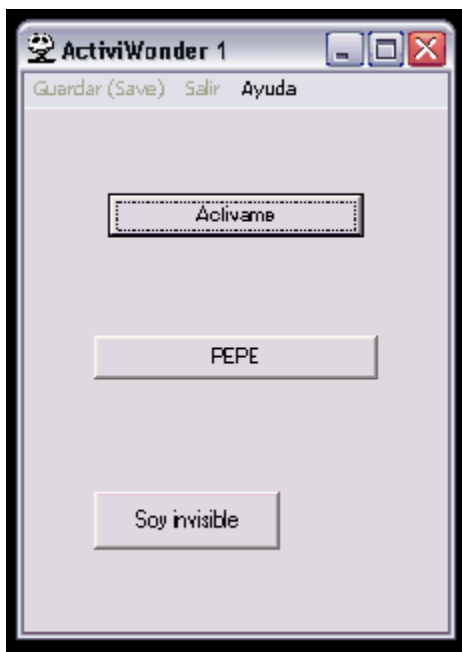 ActiviWonder 1
Guardar (Save) Salir Ayuda
Activame
PEPE
Soy invisible